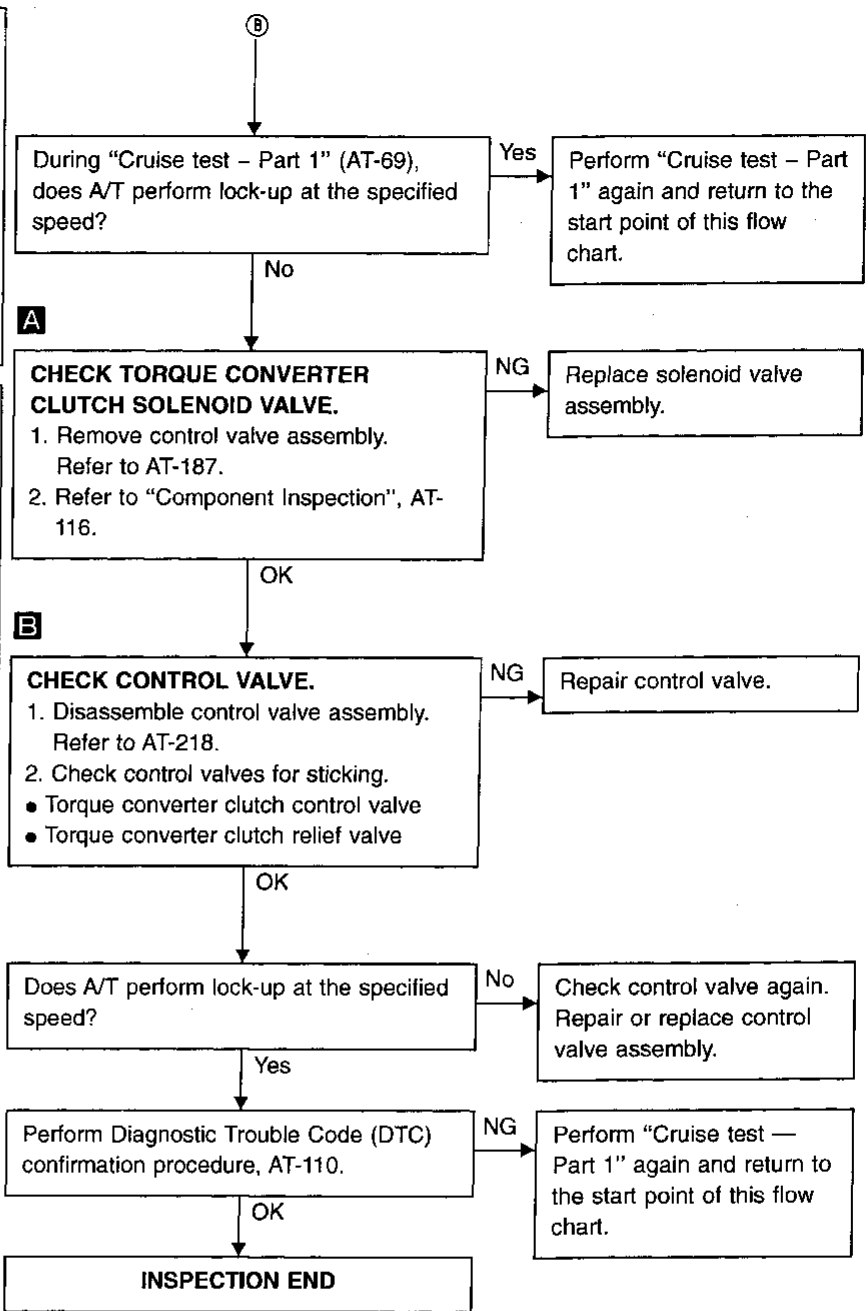 Ⓑ
During “Cruise test – Part 1” (AT-69),
does A/T perform lock-up at the specified
speed?
Yes
Perform “Cruise test – Part
1” again and return to the
start point of this flow
chart.
No
A
CHECK TORQUE CONVERTER
CLUTCH SOLENOID VALVE.
1. Remove control valve assembly.
Refer to AT-187.
2. Refer to “Component Inspection”, AT-
116.
NG
Replace solenoid valve
assembly.
OK
B
CHECK CONTROL VALVE.
1. Disassemble control valve assembly.
Refer to AT-218.
2. Check control valves for sticking.
● Torque converter clutch control valve
● Torque converter clutch relief valve
NG
Repair control valve.
OK
Does A/T perform lock-up at the specified
speed?
No
Check control valve again.
Repair or replace control
valve assembly.
Yes
Perform Diagnostic Trouble Code (DTC)
confirmation procedure, AT-110.
NG
Perform “Cruise test —
Part 1” again and return to
the start point of this flow
chart.
OK
INSPECTION END